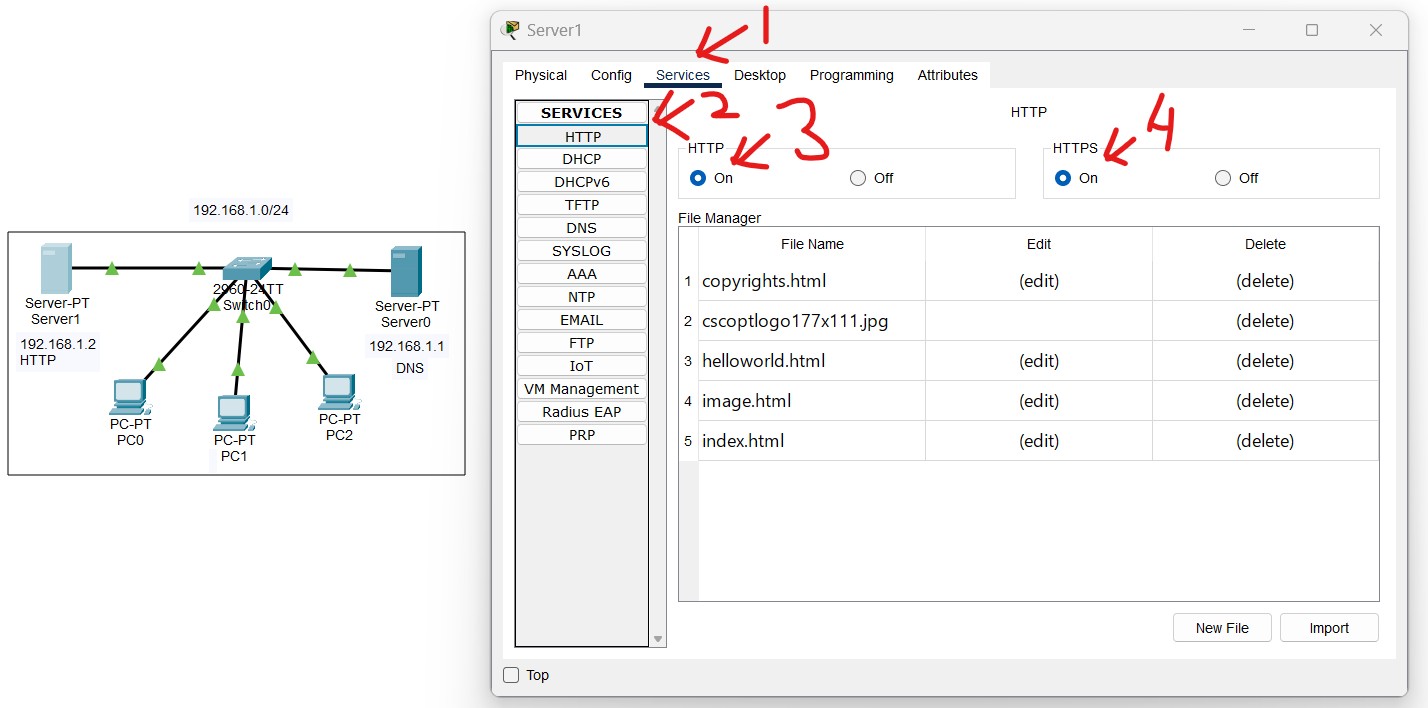 192.168.1.0/24
2960-24TT
Switch0
Server-PT
Server1
192.168.1.2
HTTP
Server-PT
Server0
192.168.1.1
DNS
PC-PT
PC0
PC-PT
PC1
PC-PT
PC2
Server1
1
Physical Config Services Desktop Programming Attributes
SERVICES
HTTP
DHCP
DHCPv6
TFTP
DNS
SYSLOG
AAA
NTP
EMAIL
FTP
IoT
VM Management
Radius EAP
PRP
2
3
4
HTTP
HTTP
On Off
HTTPS
On Off
File Manager
File Name Edit Delete
1 copyrights.html (edit) (delete)
2 cscoptlogo177x111.jpg (delete)
3 helloworld.html (edit) (delete)
4 image.html (edit) (delete)
5 index.html (edit) (delete)
New File Import
Top